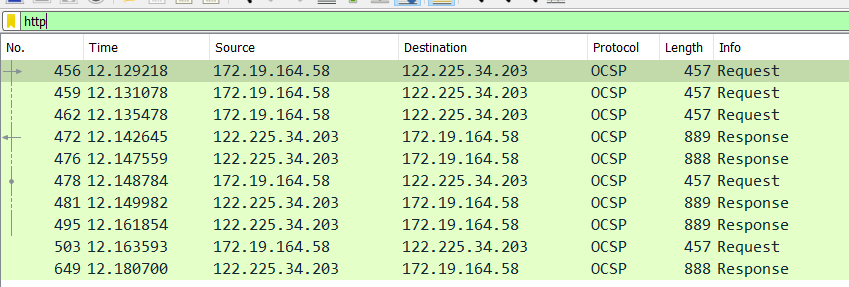 http
No. Time Source Destination Protocol Length Info
456 12.129218 172.19.164.58 122.225.34.203 OCSP 457 Request
459 12.131078 172.19.164.58 122.225.34.203 OCSP 457 Request
462 12.135478 172.19.164.58 122.225.34.203 OCSP 457 Request
472 12.142645 122.225.34.203 172.19.164.58 OCSP 889 Response
476 12.147559 122.225.34.203 172.19.164.58 OCSP 888 Response
478 12.148784 172.19.164.58 122.225.34.203 OCSP 457 Request
481 12.149982 122.225.34.203 172.19.164.58 OCSP 889 Response
495 12.161854 122.225.34.203 172.19.164.58 OCSP 889 Response
503 12.163593 172.19.164.58 122.225.34.203 OCSP 457 Request
649 12.180700 122.225.34.203 172.19.164.58 OCSP 888 Response